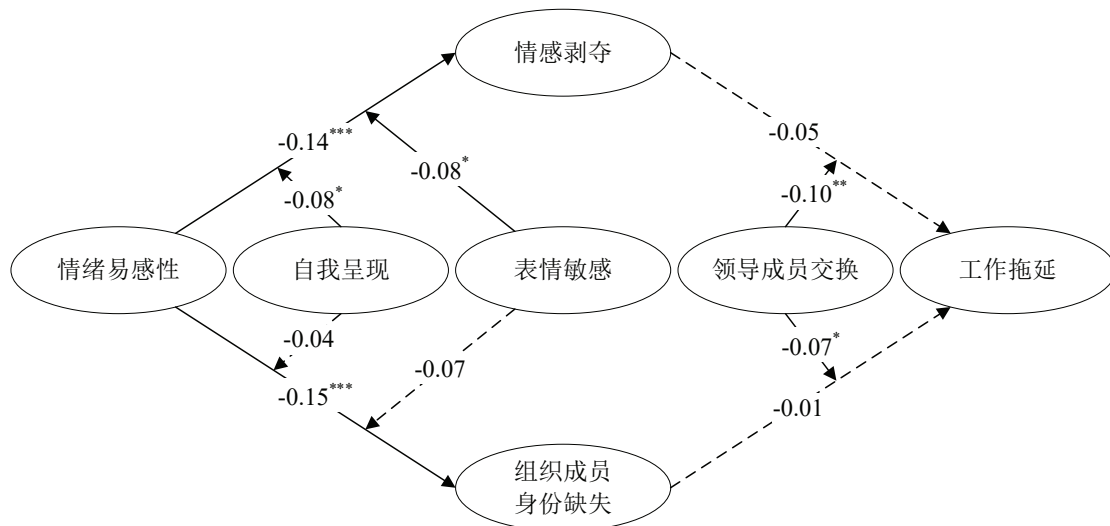 情感剥夺
-0.14***
-0.05
-0.08*
-0.08*
-0.10**
情绪易感性
自我呈现
表情敏感
领导成员交换
工作拖延
-0.04
-0.07
-0.07*
-0.15***
-0.01
组织成员
身份缺失